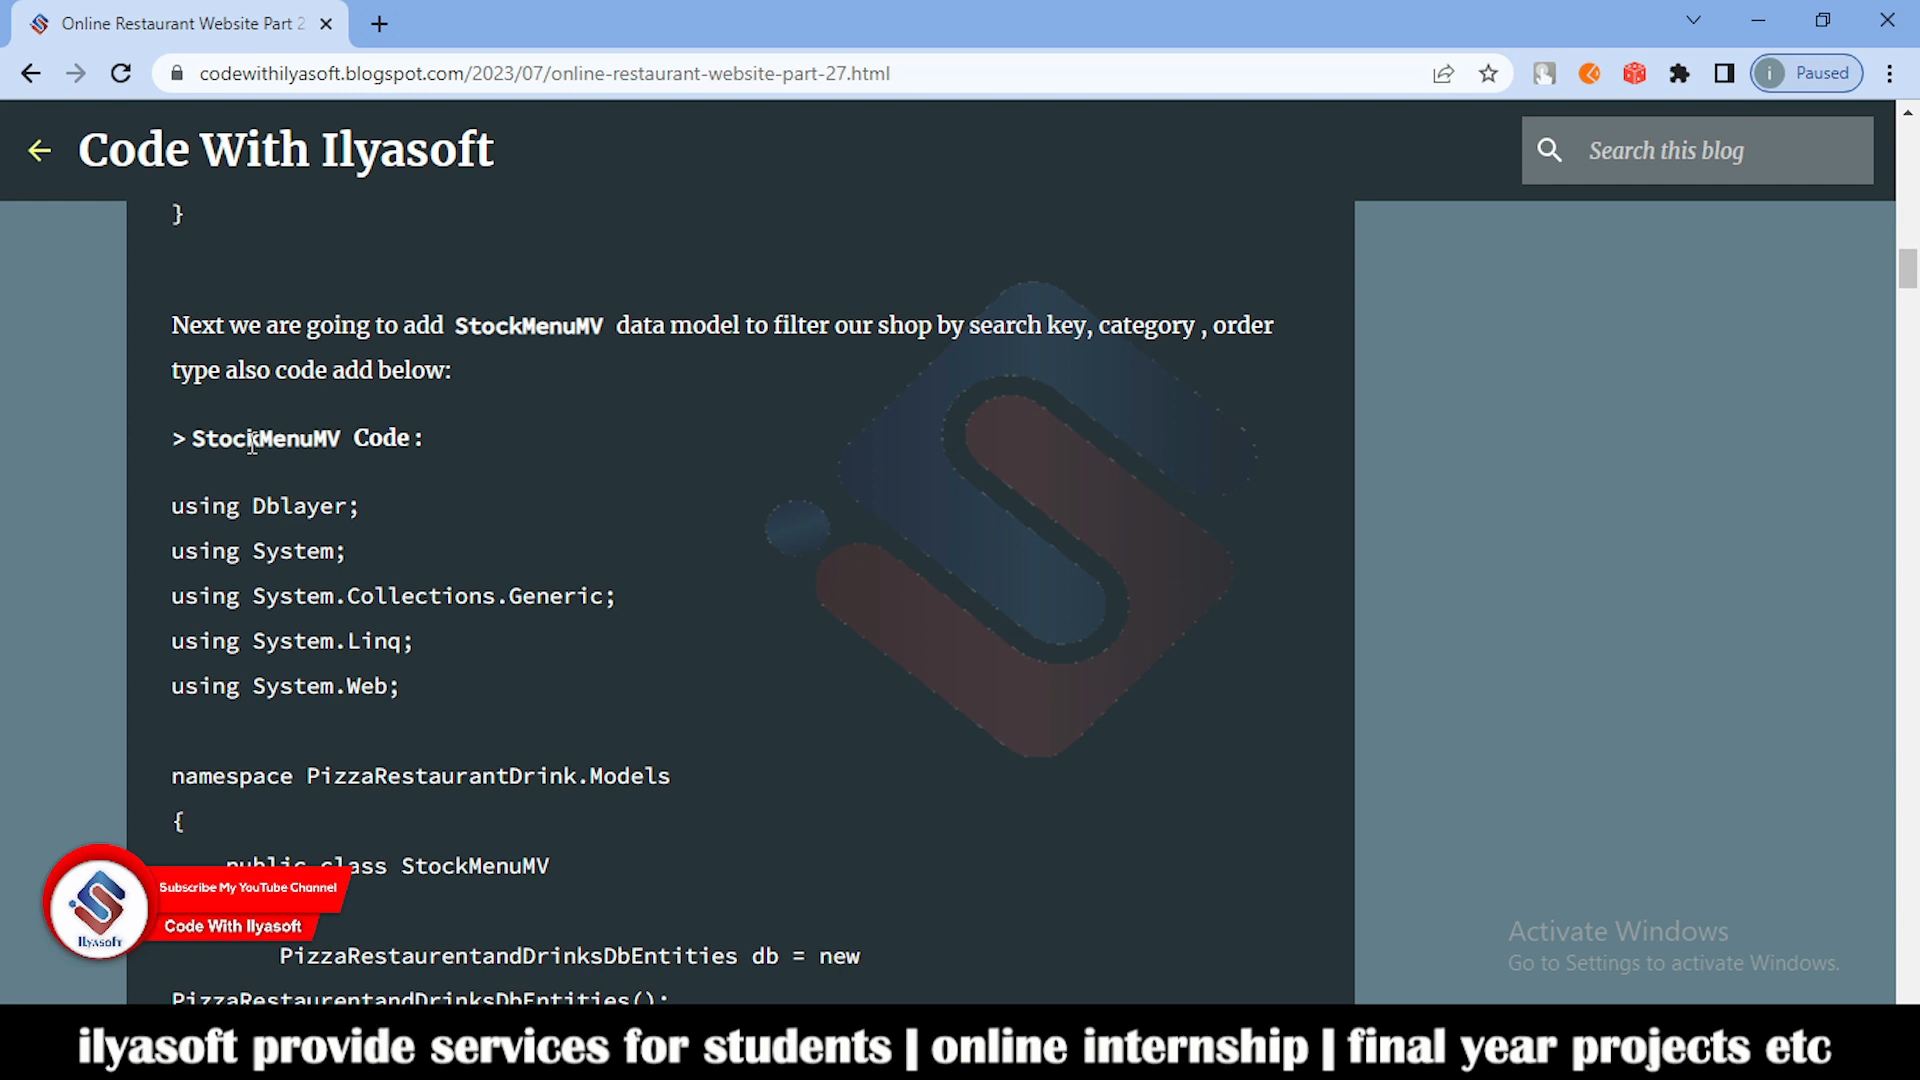 Online Restaurant Website Part 2
codewithilyasoft.blogspot.com/2023/07/online-restaurant-website-part-27.html
i Paused
Code With Ilyasoft
Search this blog
}
Next we are going to add StockMenuMV data model to filter our shop by search key, category , order
type also code add below:
> StockMenuMV Code :
using Dblayer;
using System;
using System.Collections.Generic;
using System.Linq;
using System.Web;
namespace PizzaRestaurantDrink.Models
{
public class StockMenuMV
Subscribe My YouTube Channel
Code With Ilyasoft
Ilyasoft
PizzaRestaurentandDrinksDbEntities db = new
PizzaRestaurentandDrinksDbEntities();
Activate Windows
Go to Settings to activate Windows.
ilyasoft provide services for students | online internship | final year projects etc